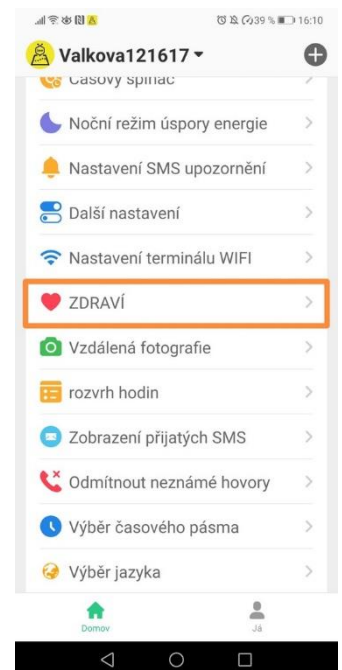 39 % 16:10
Valkova121617
Časový spínač
Noční režim úspory energie
Nastavení SMS upozornění
Další nastavení
Nastavení terminálu WIFI
ZDRAVÍ
Vzdálená fotografie
rozvrh hodin
Zobrazení přijatých SMS
Odmítnout neznámé hovory
Výběr časového pásma
Výběr jazyka
Domov
Já